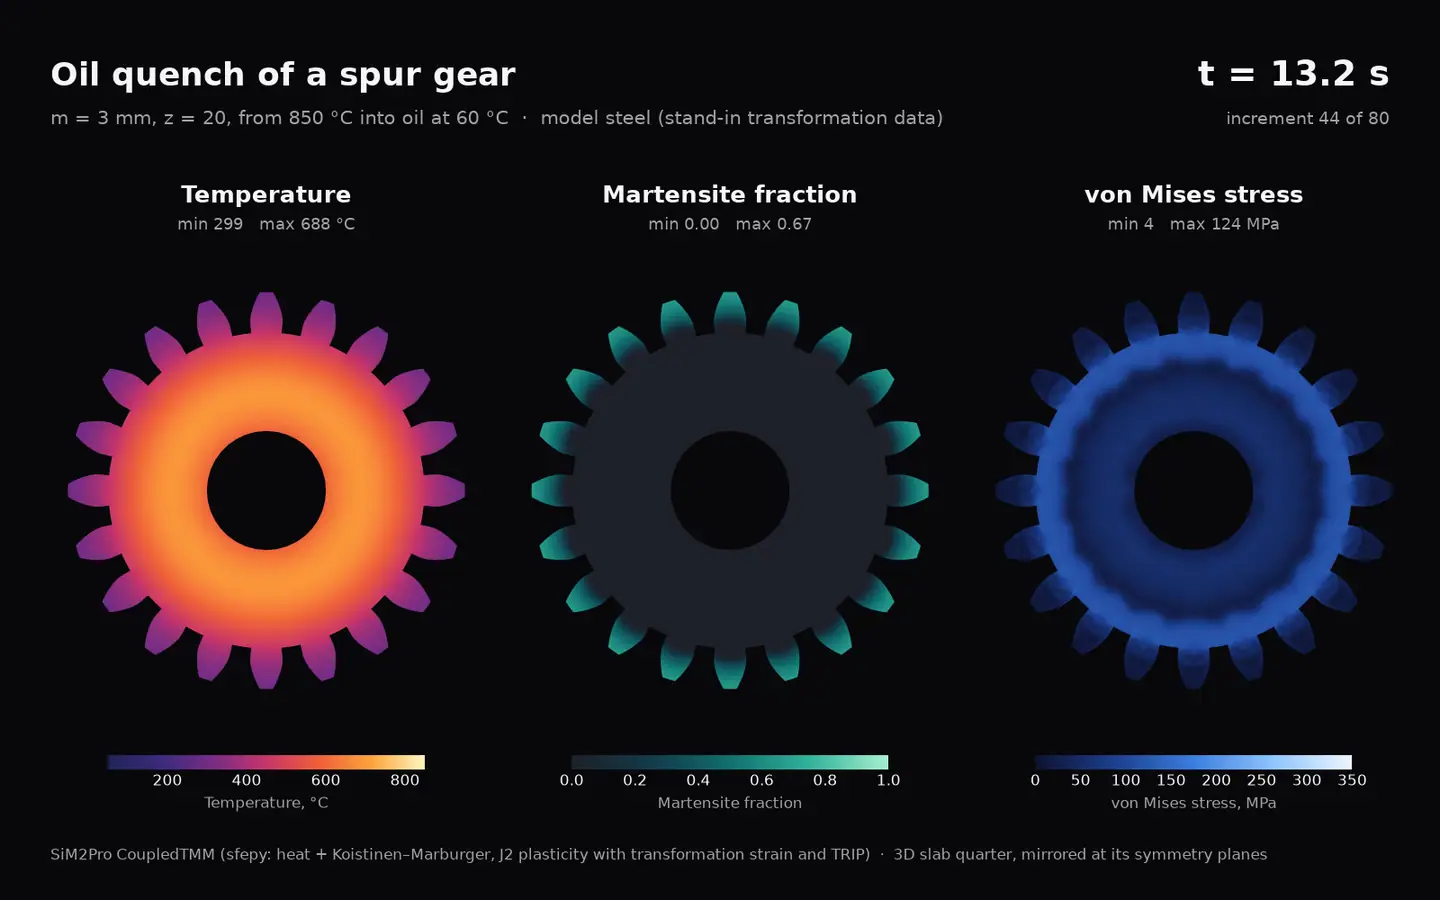 Oil quench of a spur gear
t = 13.2 s
m = 3 mm, z = 20, from 850 °C into oil at 60 °C · model steel (stand-in transformation data)
increment 44 of 80
Temperature
min 299 max 688 °C
Martensite fraction
min 0.00 max 0.67
von Mises stress
min 4 max 124 MPa
200 400 600 800
Temperature, °C
0.0 0.2 0.4 0.6 0.8 1.0
Martensite fraction
0 50 100 150 200 250 300 350
von Mises stress, MPa
SiM2Pro CoupledTMM (sfepy: heat + Koistinen–Marburger, J2 plasticity with transformation strain and TRIP) · 3D slab quarter, mirrored at its symmetry planes